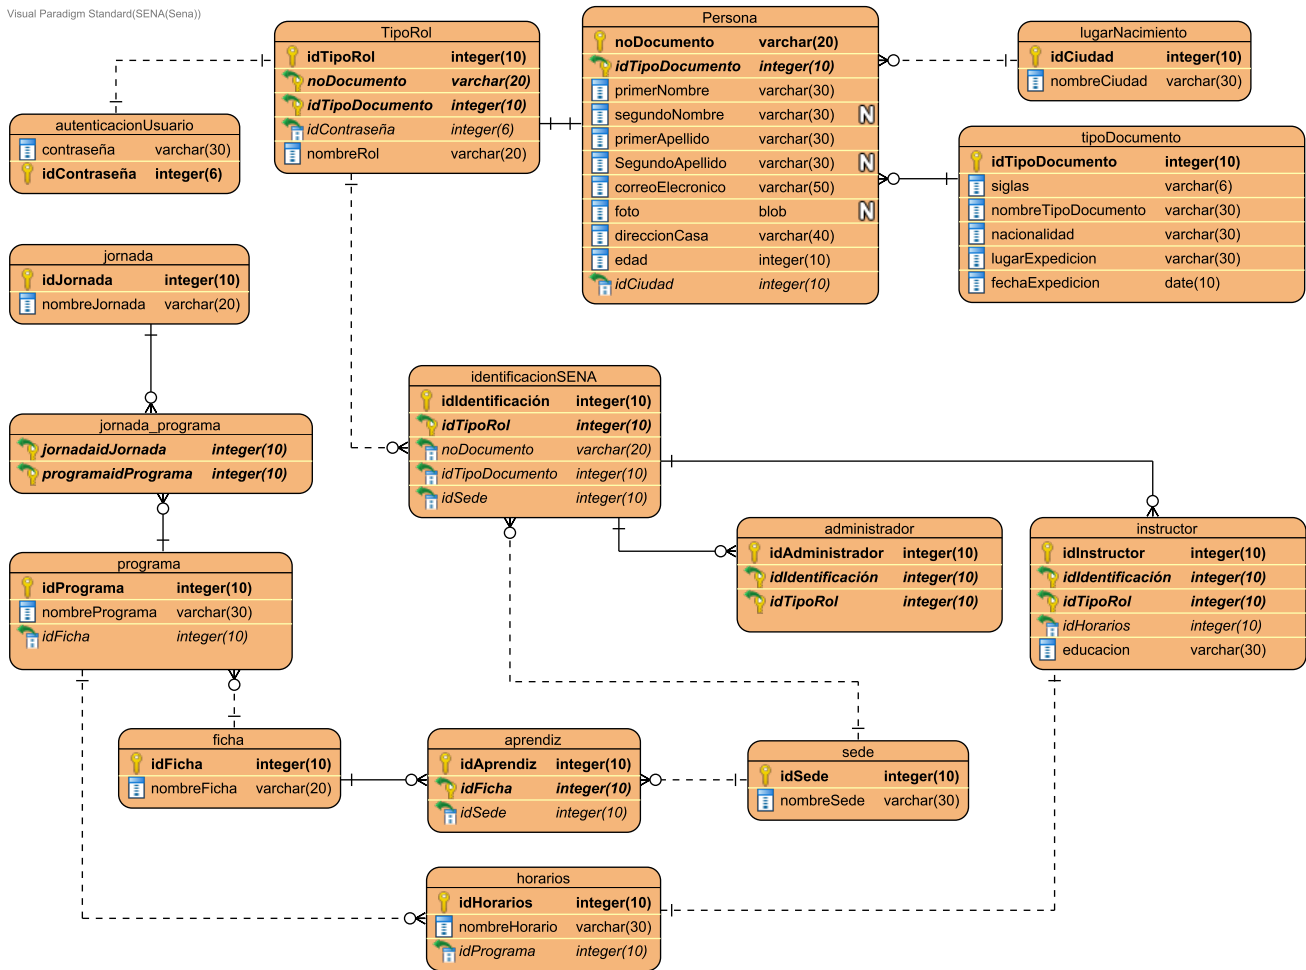 Visual Paradigm Standard(SENA(Sena))
TipoRol
idTipoRol integer(10)
noDocumento varchar(20)
idTipoDocumento integer(10)
idContraseña integer(6)
nombreRol varchar(20)
Persona
noDocumento varchar(20)
idTipoDocumento integer(10)
primerNombre varchar(30)
segundoNombre varchar(30) N
primerApellido varchar(30)
SegundoApellido varchar(30) N
correoElecronico varchar(50)
foto blob N
direccionCasa varchar(40)
edad integer(10)
idCiudad integer(10)
lugarNacimiento
idCiudad integer(10)
nombreCiudad varchar(30)
autenticacionUsuario
contraseña varchar(30)
idContraseña integer(6)
tipoDocumento
idTipoDocumento integer(10)
siglas varchar(6)
nombreTipoDocumento varchar(30)
nacionalidad varchar(30)
lugarExpedicion varchar(30)
fechaExpedicion date(10)
jornada
idJornada integer(10)
nombreJornada varchar(20)
identificacionSENA
idIdentificación integer(10)
idTipoRol integer(10)
noDocumento varchar(20)
idTipoDocumento integer(10)
idSede integer(10)
jornada_programa
jornadaidJornada integer(10)
programaidPrograma integer(10)
administrador
idAdministrador integer(10)
idIdentificación integer(10)
idTipoRol integer(10)
instructor
idInstructor integer(10)
idIdentificación integer(10)
idTipoRol integer(10)
idHorarios integer(10)
educacion varchar(30)
programa
idPrograma integer(10)
nombrePrograma varchar(30)
idFicha integer(10)
ficha
idFicha integer(10)
nombreFicha varchar(20)
aprendiz
idAprendiz integer(10)
idFicha integer(10)
idSede integer(10)
sede
idSede integer(10)
nombreSede varchar(30)
horarios
idHorarios integer(10)
nombreHorario varchar(30)
idPrograma integer(10)